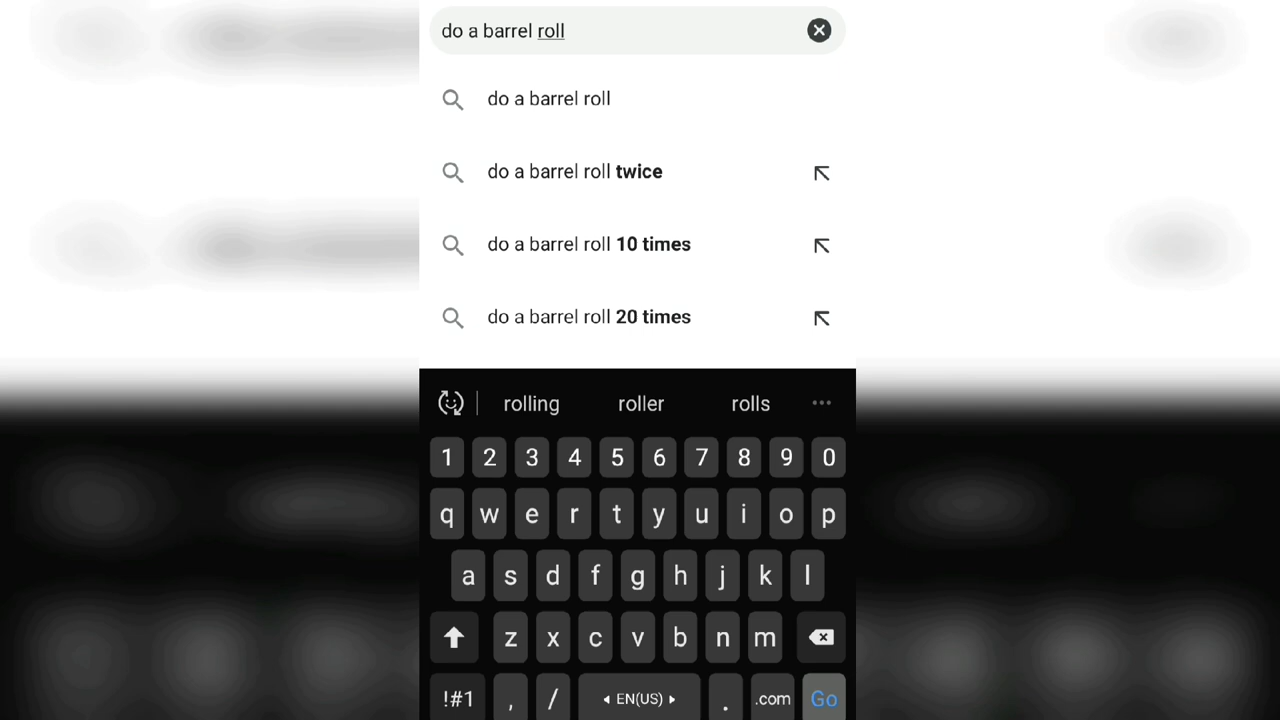 do a barrel roll
do a barrel roll
do a barrel roll twice
do a barrel roll 10 times
do a barrel roll 20 times
rolling roller rolls
1 2 3 4 5 6 7 8 9 0
q w e r t y u i o p
a s d f g h j k l
z x c v b n m
!#1 , / EN(US) . .com Go